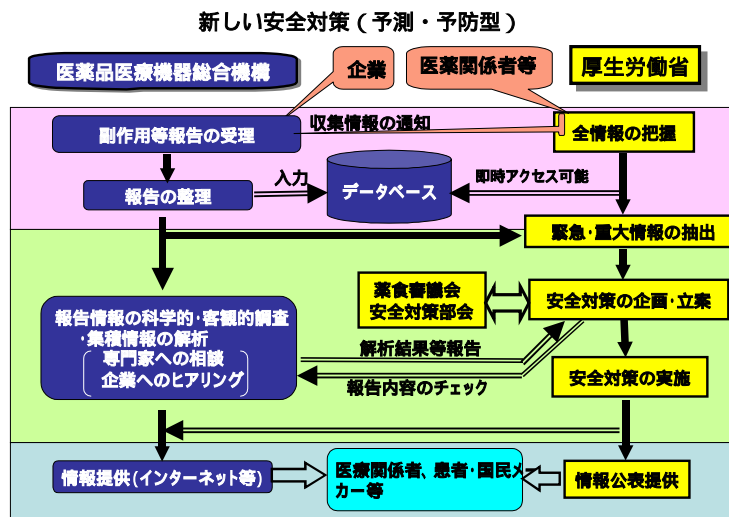 新しい安全対策(予測・予防型)
医薬品医療機器総合機構
企業
医薬関係者等
厚生労働省
副作用等報告の受理
収集情報の通知
全情報の把握
報告の整理
入力
データベース
即時アクセス可能
緊急・重大情報の抽出
薬食審議会
安全対策部会
安全対策の企画・立案
報告情報の科学的・客観的調査
・集積情報の解析
専門家への相談
企業へのヒアリング
解析結果等報告
報告内容のチェック
安全対策の実施
情報提供(インターネット等)
医療関係者、患者・国民メー
カー等
情報公表提供